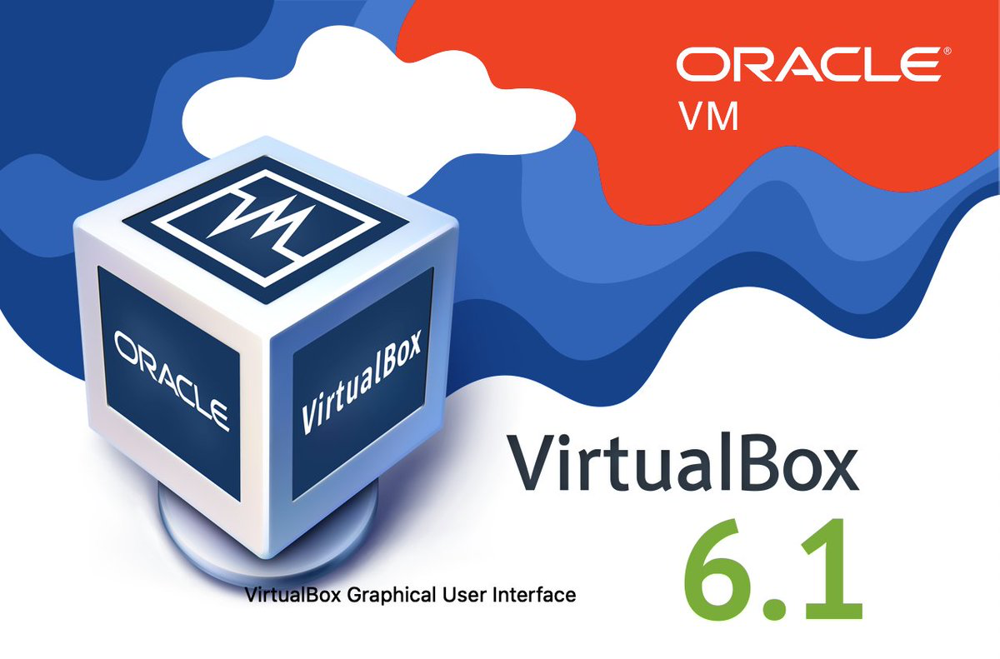 ORACLE®
VM
ORACLE
VirtualBox
VirtualBox
6.1
VirtualBox Graphical User Interface